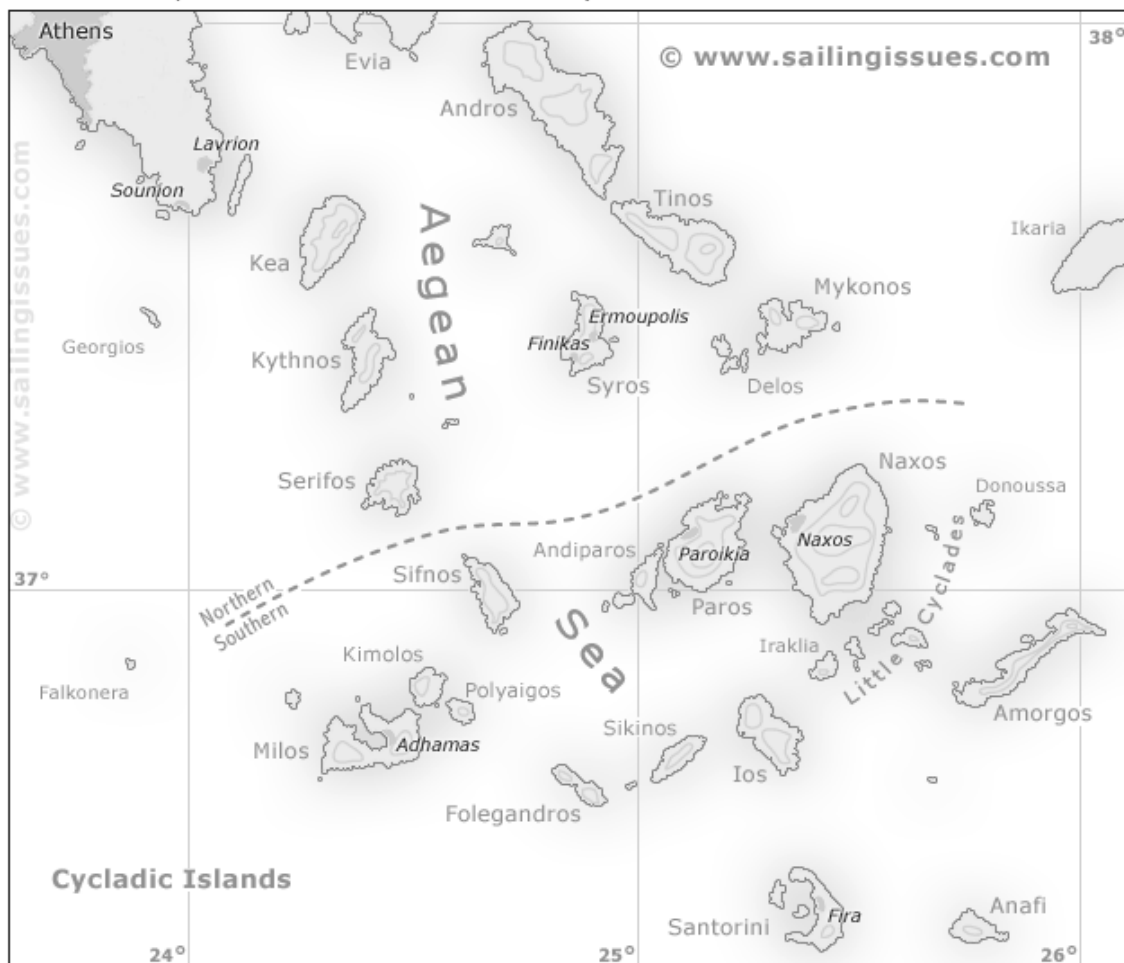 Athens
Evia
© www.sailingissues.com
38°
Andros
Lavrion
Sounion
Tinos
Ikaria
Kea
Aegean
Mykonos
Georgios
Ermoupolis
Kythnos
Finikas
Syros
Delos
© www.sailingissues.com
Serifos
Naxos
Donoussa
Andiparos
Paroikia
Naxos
37°
Sifnos
Northern
Southern
Paros
Sea
Little Cyclades
Iraklia
Kimolos
Falkonera
Polyaigos
Amorgos
Milos
Adhamas
Sikinos
Ios
Folegandros
Cycladic Islands
Santorini
Fira
Anafi
24°
25°
26°